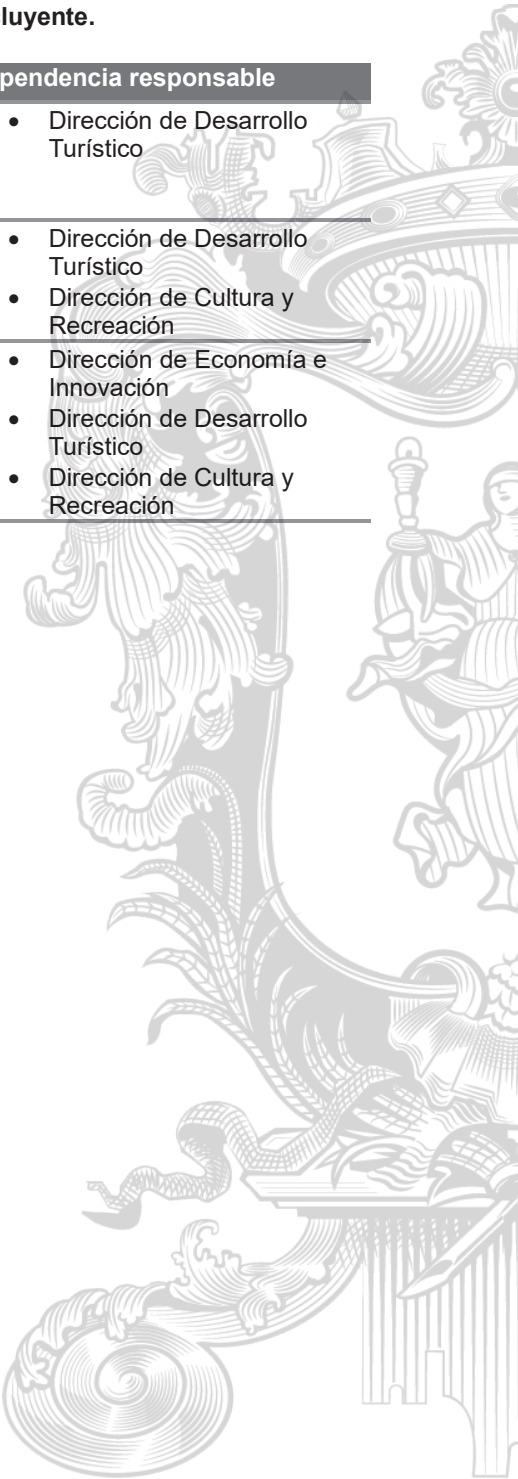 cluyente.
pendencia responsable
• Dirección de Desarrollo
Turístico
• Dirección de Desarrollo
Turístico
• Dirección de Cultura y
Recreación
• Dirección de Economía e
Innovación
• Dirección de Desarrollo
Turístico
• Dirección de Cultura y
Recreación